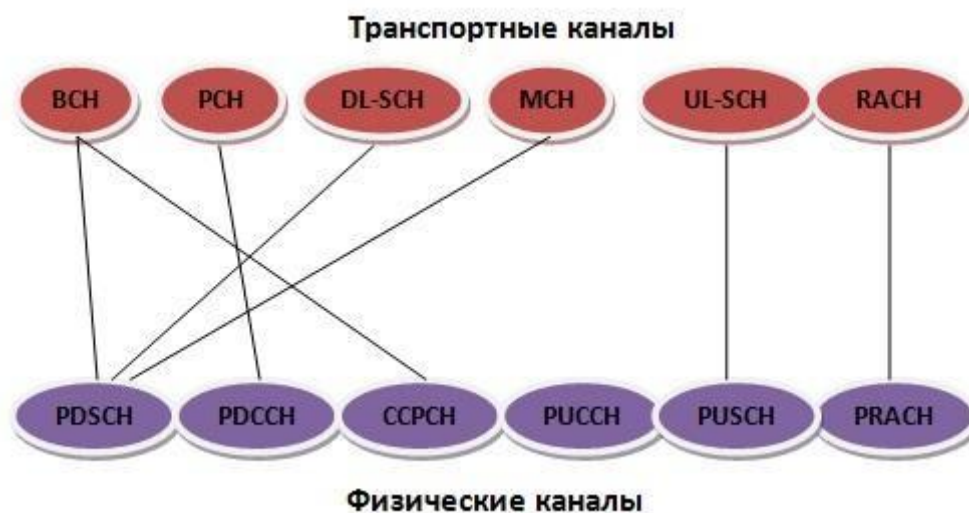 Транспортные каналы
BCH PCH DL-SCH MCH UL-SCH RACH
PDSCH PDCCH CCPCH PUCCH PUSCH PRACH
Физические каналы